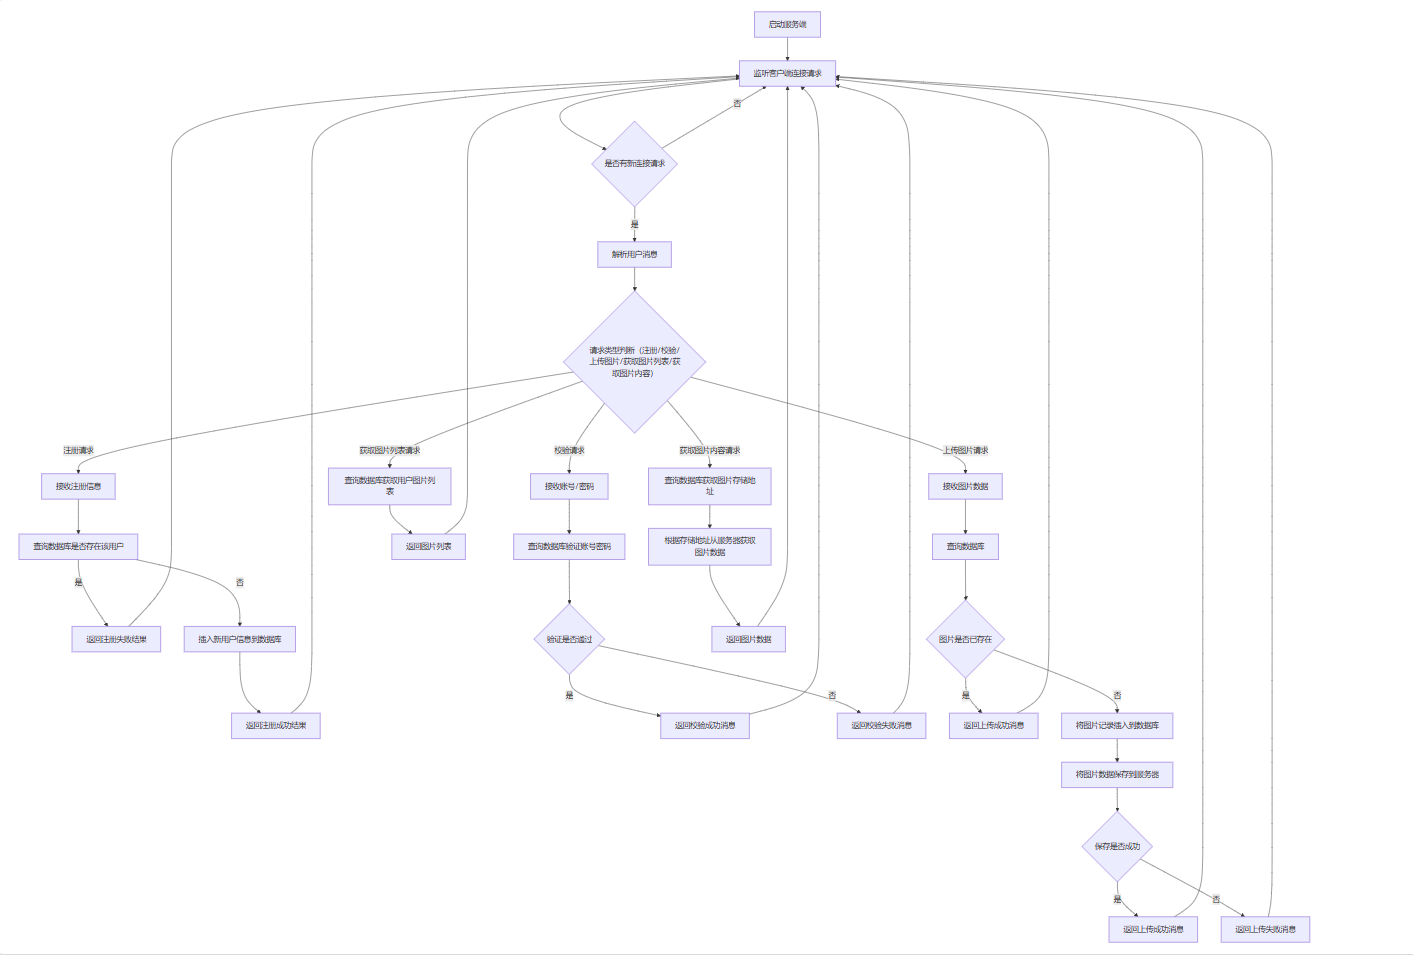 启动服务端
监听客户端连接请求
否
是否有新连接请求
是
解析用户消息
请求类型判断（注册/校验/
上传图片/获取图片列表/获
取图片内容）
注册请求
获取图片列表请求
校验请求
获取图片内容请求
上传图片请求
接收注册信息
查询数据库获取用户图片列
表
接收账号/密码
查询数据库获取图片存储地
址
接收图片数据
查询数据库是否存在该用户
返回图片列表
查询数据库验证账号密码
根据存储地址从服务器获取
图片数据
查询数据库
是
否
返回注册失败结果
插入新用户信息到数据库
验证是否通过
返回图片数据
图片是否已存在
是
否
是
否
返回注册成功结果
返回校验成功消息
返回校验失败消息
返回上传成功消息
将图片记录插入到数据库
将图片数据保存到服务器
保存是否成功
是
否
返回上传成功消息
返回上传失败消息